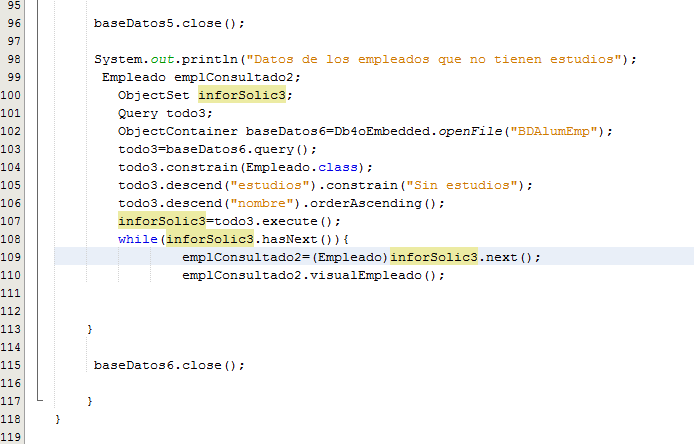 95
96 baseDatos5.close();
97
98 System.out.println("Datos de los empleados que no tienen estudios");
99 Empleado emplConsultado2;
100 ObjectSet inforSolic3;
101 Query todo3;
102 ObjectContainer baseDatos6=Db4oEmbedded.openFile("BDAlumEmp");
103 todo3=baseDatos6.query();
104 todo3.constrain(Empleado.class);
105 todo3.descend("estudios").constrain("Sin estudios");
106 todo3.descend("nombre").orderAscending();
107 inforSolic3=todo3.execute();
108 while(inforSolic3.hasNext()){
109 emplConsultado2=(Empleado)inforSolic3.next();
110 emplConsultado2.visualEmpleado();
111
112
113 }
114
115 baseDatos6.close();
116
117 }
118 }
119